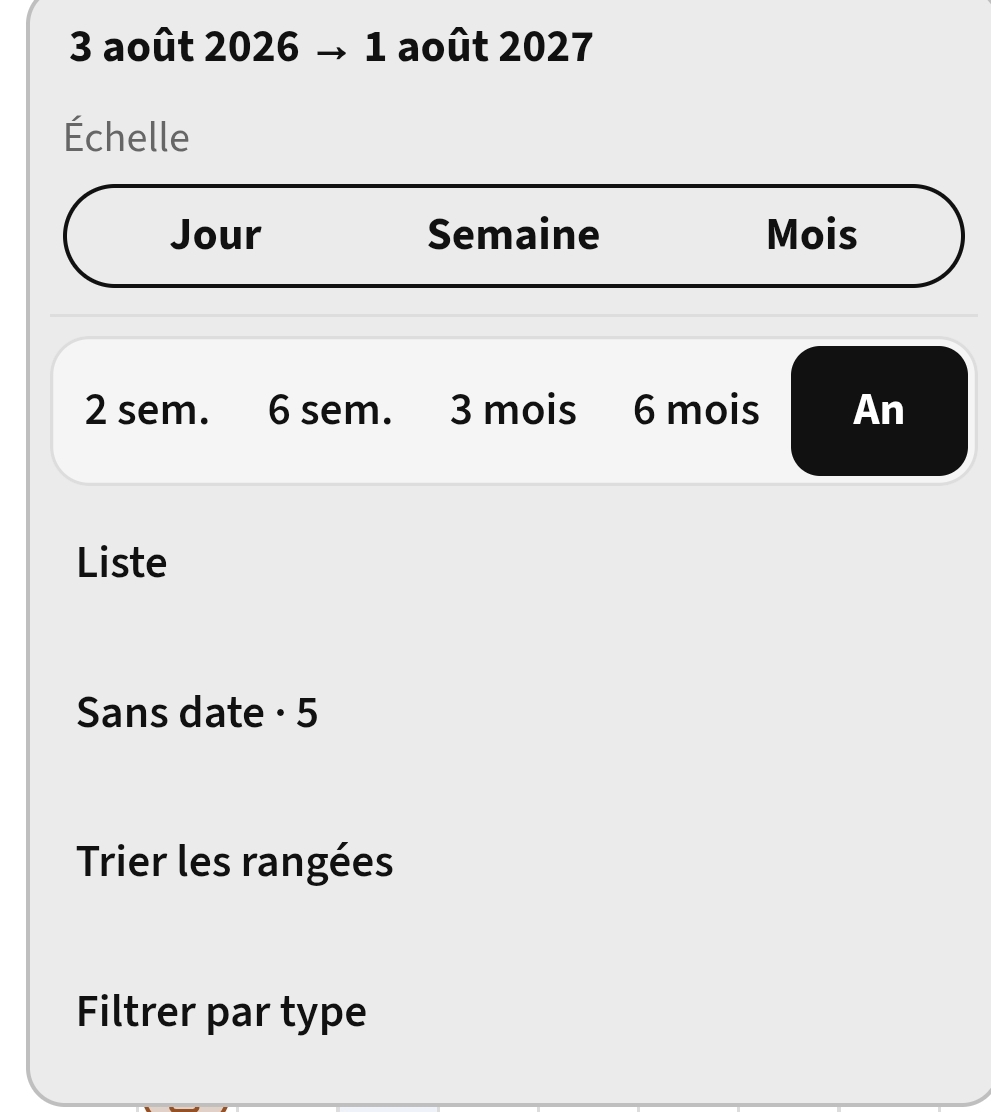 3 août 2026 → 1 août 2027
Échelle
Jour Semaine Mois
2 sem. 6 sem. 3 mois 6 mois An
Liste
Sans date · 5
Trier les rangées
Filtrer par type